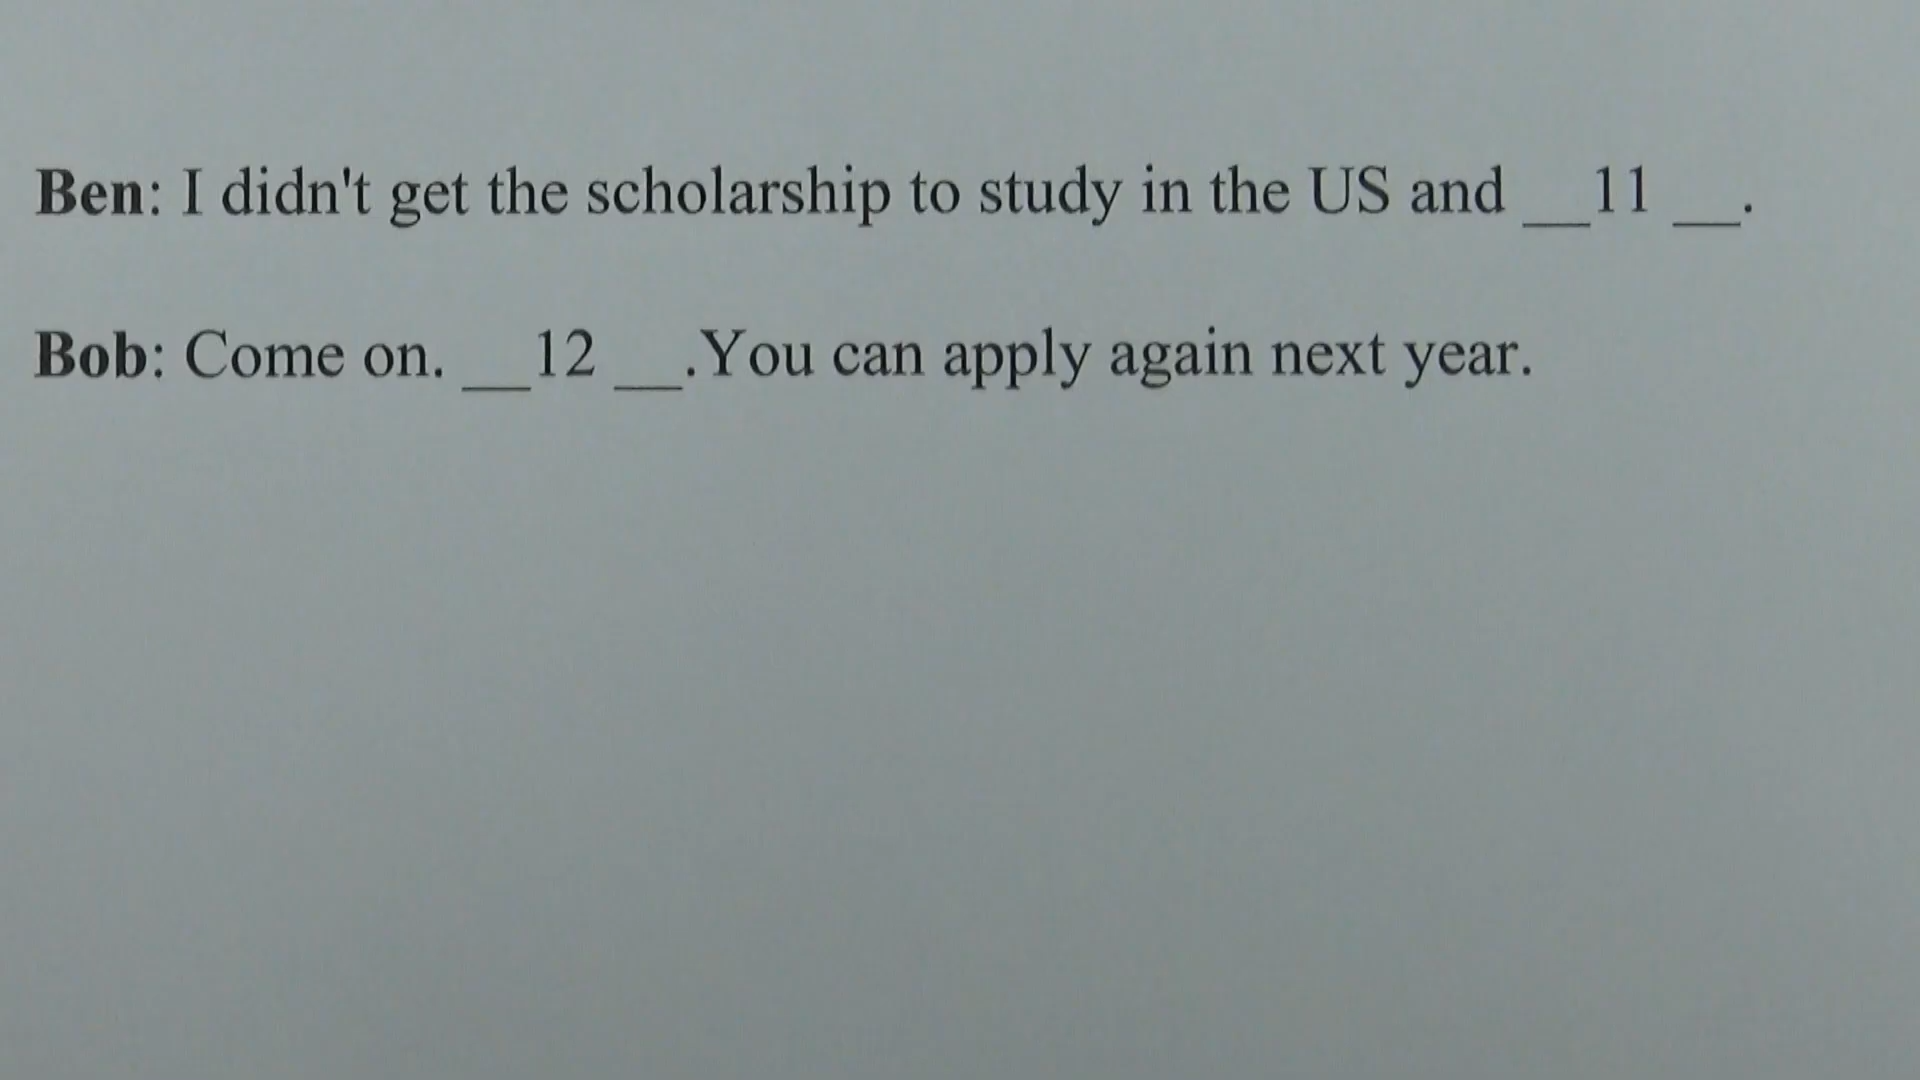 Ben: I didn't get the scholarship to study in the US and __11 __.
Bob: Come on. __12 __.You can apply again next year.